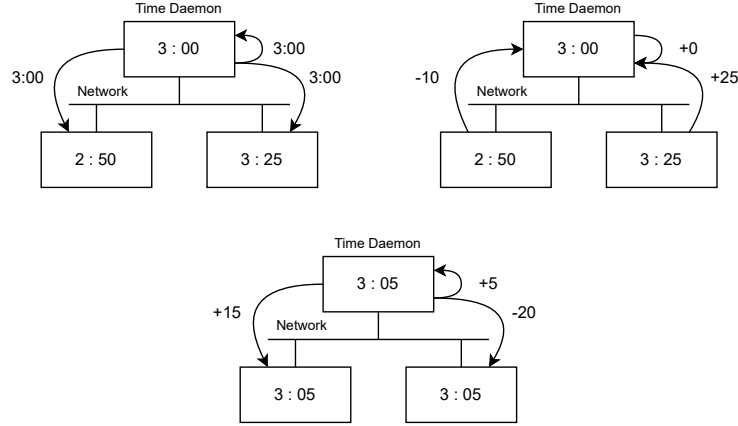 Time Daemon
3 : 00
3:00
3:00
3:00
Network
2 : 50
3 : 25
Time Daemon
3 : 00
+0
-10
+25
Network
2 : 50
3 : 25
Time Daemon
3 : 05
+5
+15
-20
Network
3 : 05
3 : 05